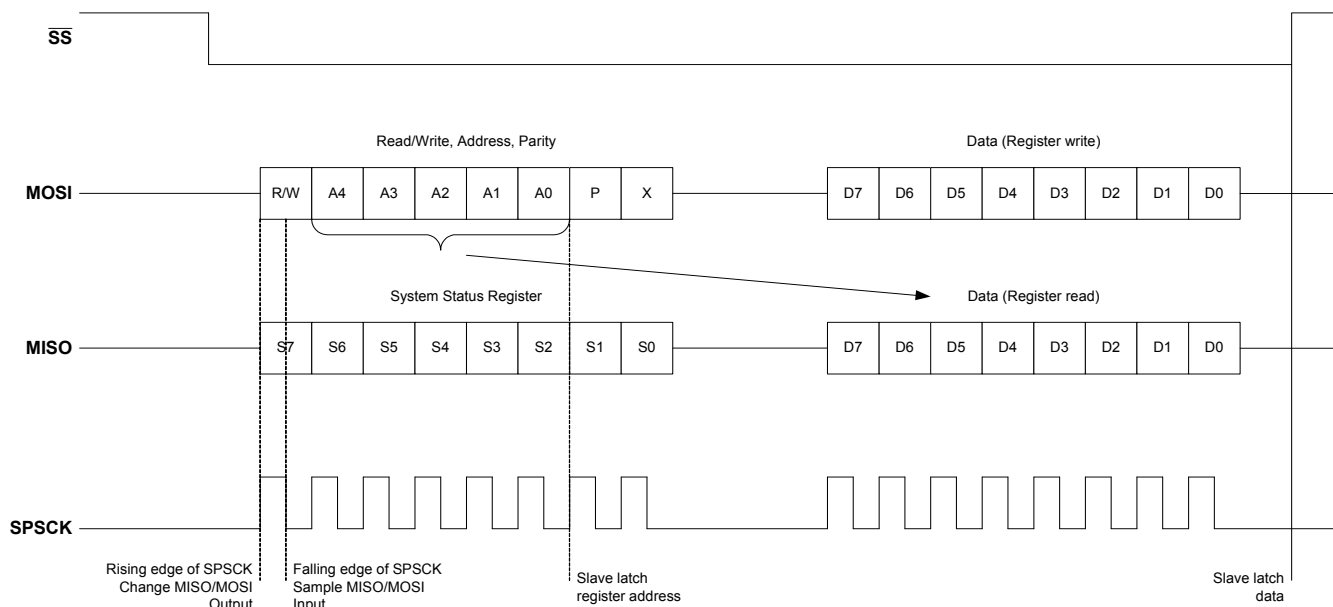 SS
Read/Write, Address, Parity
Data (Register write)
MOSI
R/W A4 A3 A2 A1 A0 P X
D7 D6 D5 D4 D3 D2 D1 D0
System Status Register
Data (Register read)
MISO
S7 S6 S5 S4 S3 S2 S1 S0
D7 D6 D5 D4 D3 D2 D1 D0
SPSCK
Rising edge of SPSCK
Change MISO/MOSI
Output
Falling edge of SPSCK
Sample MISO/MOSI
Input
Slave latch
register address
Slave latch
data